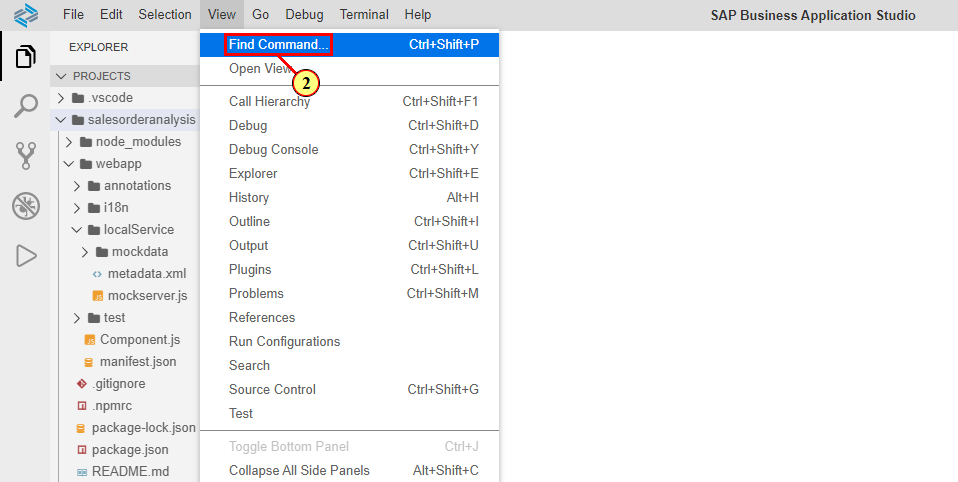 File Edit Selection View Go Debug Terminal Help SAP Business Application Studio
EXPLORER
PROJECTS
.vscode
salesorderanalysis
node_modules
webapp
annotations
i18n
localService
mockdata
metadata.xml
mockserver.js
test
Component.js
manifest.json
.gitignore
.npmrc
package-lock.json
package.json
README.md
Find Command... Ctrl+Shift+P
Open View
2
Call Hierarchy Ctrl+Shift+F1
Debug Ctrl+Shift+D
Debug Console Ctrl+Shift+Y
Explorer Ctrl+Shift+E
History Alt+H
Outline Ctrl+Shift+I
Output Ctrl+Shift+U
Plugins Ctrl+Shift+L
Problems Ctrl+Shift+M
References
Run Configurations
Search
Source Control Ctrl+Shift+G
Test
Toggle Bottom Panel Ctrl+J
Collapse All Side Panels Alt+Shift+C